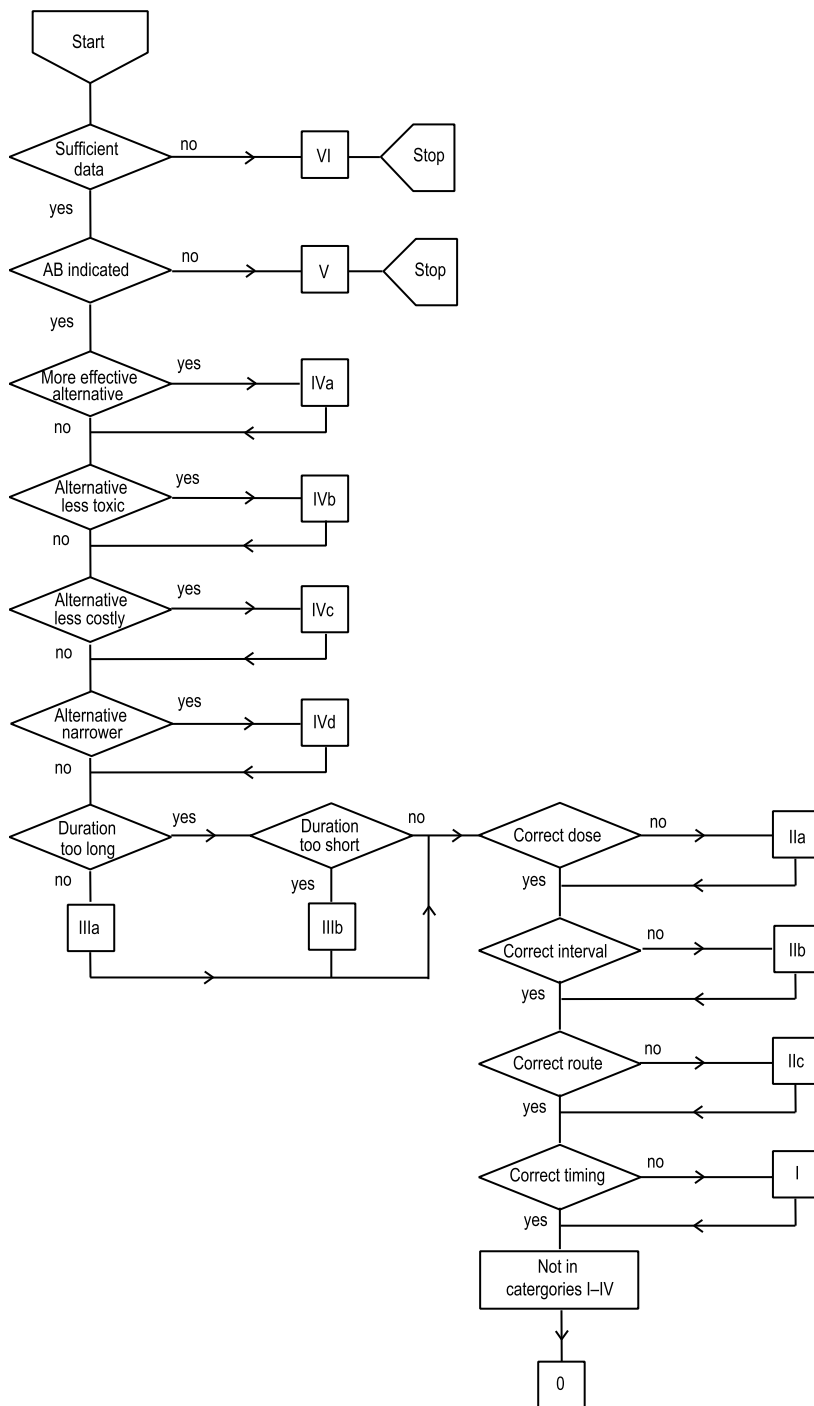 Start
Sufficient
data
no
VI
Stop
yes
AB indicated
no
V
Stop
yes
More effective
alternative
yes
IVa
no
Alternative
less toxic
yes
IVb
no
Alternative
less costly
yes
IVc
no
Alternative
narrower
yes
IVd
no
Duration
too long
yes
Duration
too short
no
Correct dose
no
IIa
no
IIIa
yes
IIIb
yes
Correct interval
no
IIb
yes
Correct route
no
IIc
yes
Correct timing
no
I
yes
Not in
catergories I–IV
0